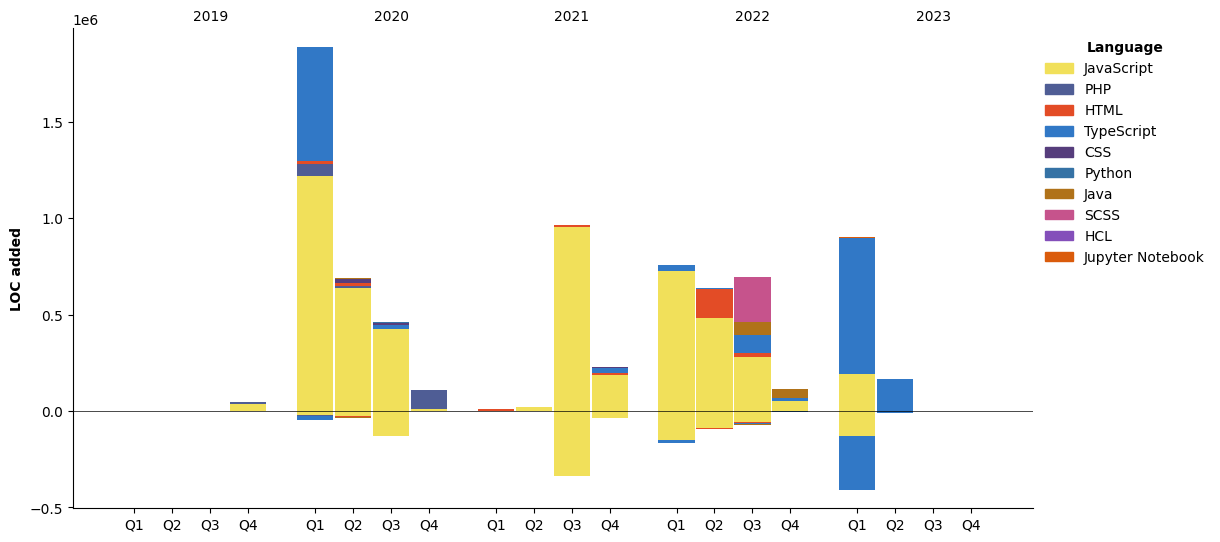 2019 2020 2021 2022 2023
1e6
Language
JavaScript
PHP
HTML
TypeScript
CSS
Python
Java
SCSS
HCL
Jupyter Notebook
LOC added
1.5
1.0
0.5
0.0
−0.5
Q1 Q2 Q3 Q4 Q1 Q2 Q3 Q4 Q1 Q2 Q3 Q4 Q1 Q2 Q3 Q4 Q1 Q2 Q3 Q4